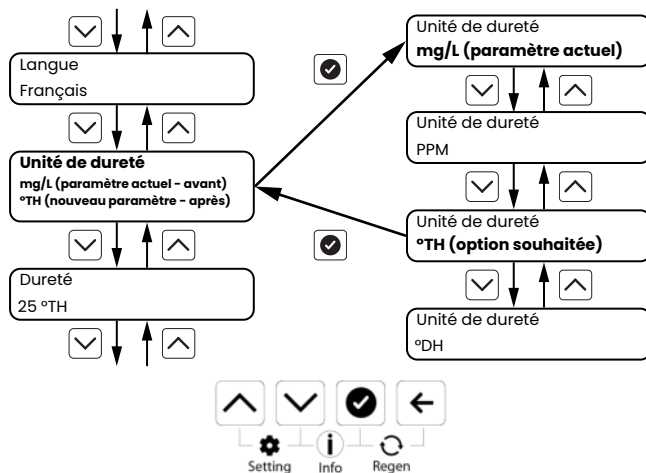 Langue
Français
Unité de dureté
mg/L (paramètre actuel - avant)
°TH (nouveau paramètre - après)
Dureté
25 °TH
Unité de dureté
mg/L (paramètre actuel)
Unité de dureté
PPM
Unité de dureté
°TH (option souhaitée)
Unité de dureté
°DH
Setting
Info
Regen